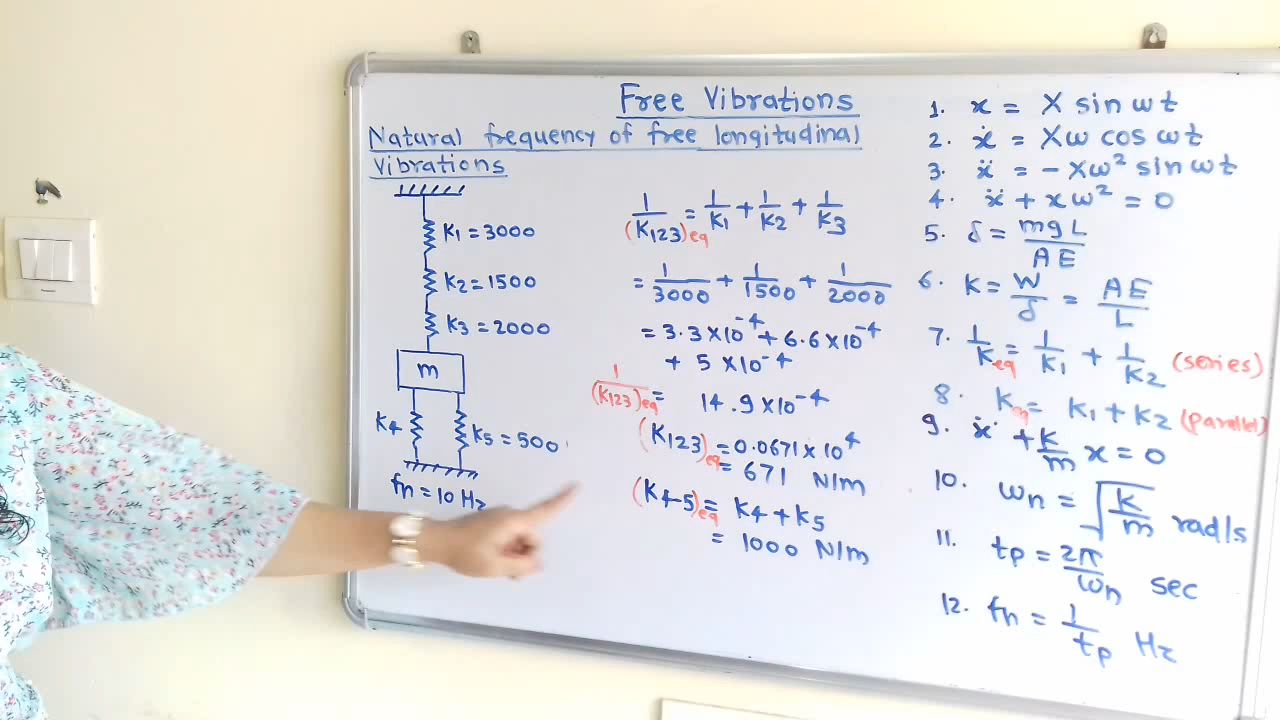 Free Vibrations
Natural frequency of free longitudinal
Vibrations
K1 = 3000
K2 = 1500
K3 = 2000
m
K4
K5 = 500
fn = 10 Hz
1/(K123)eq = 1/K1 + 1/K2 + 1/K3
= 1/3000 + 1/1500 + 1/2000
= 3.3 × 10⁻⁴ + 6.6 × 10⁻⁴
+ 5 × 10⁻⁴
1/(K123)eq = 14.9 × 10⁻⁴
(K123)eq = 0.0671 × 10⁴
= 671 N/m
(K4-5)eq = K4 + K5
= 1000 N/m
1. x = X sin ωt
2. ẋ = Xω cos ωt
3. ẍ = - Xω² sin ωt
4. ẍ + xω² = 0
5. δ = mgL/AE
6. K = W/δ = AE/L
7. 1/Keq = 1/K1 + 1/K2 (series)
8. Keq = K1 + K2 (parallel)
9. ẍ + K/m x = 0
10. ωn = √(K/m) rad/s
11. tp = 2π/ωn sec
12. fn = 1/tp Hz